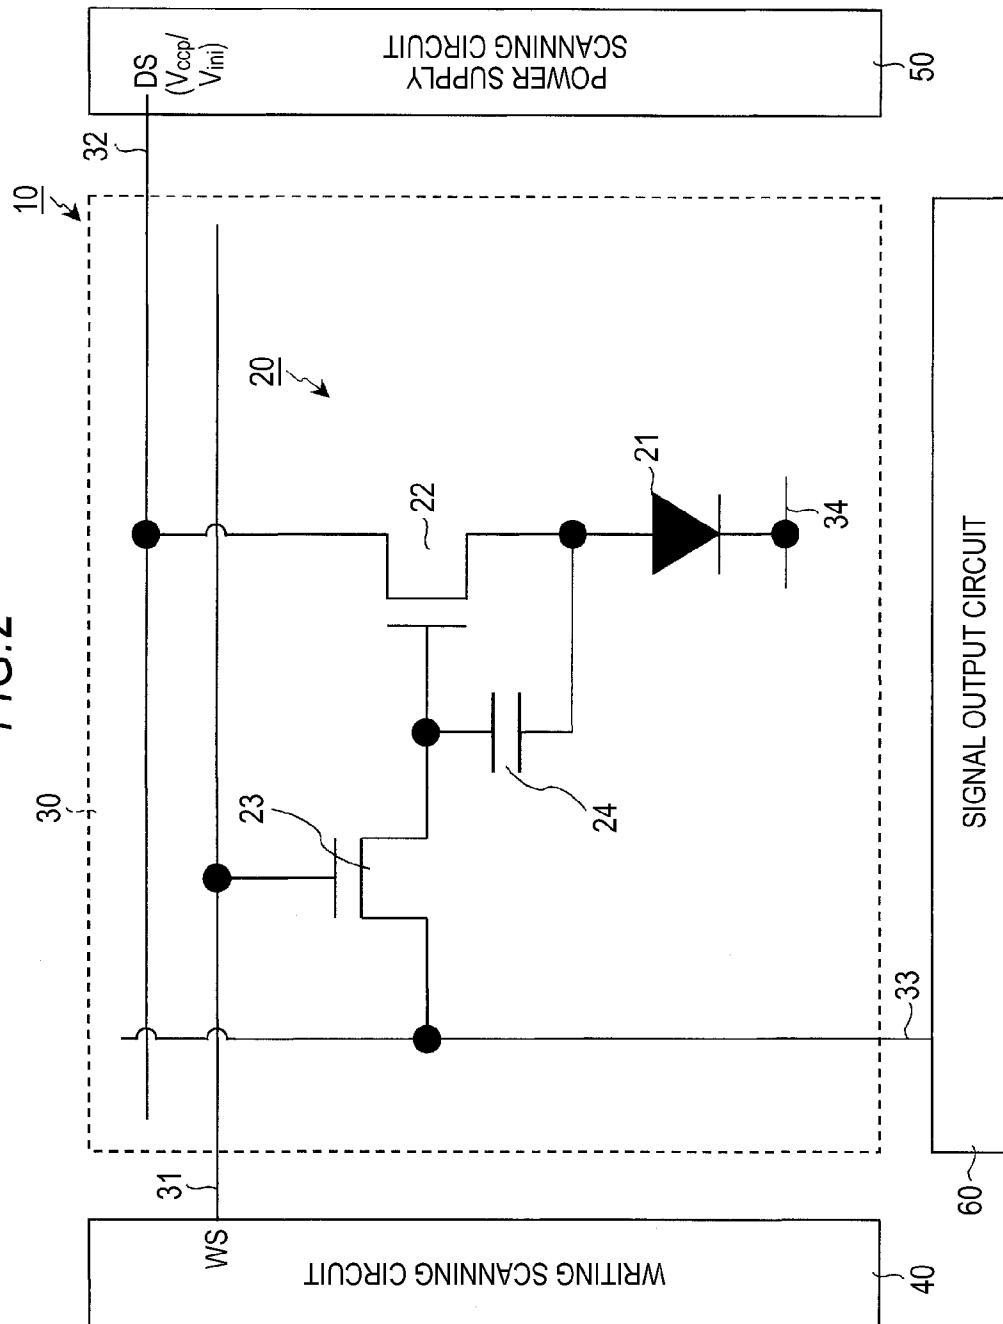 FIG.2
10
30
32
DS
(Vccp/
Vini)
31
WS
20
22
23
21
24
34
33
WRITING SCANNING CIRCUIT
40
POWER SUPPLY
SCANNING CIRCUIT
50
60
SIGNAL OUTPUT CIRCUIT